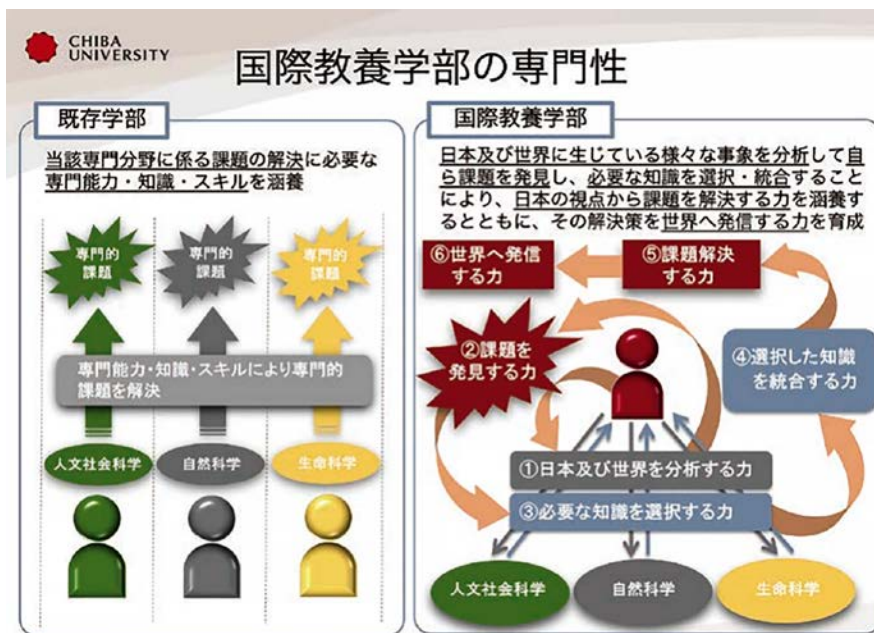 CHIBA
UNIVERSITY
国際教養学部の専門性
既存学部
当該専門分野に係る課題の解決に必要な
専門能力・知識・スキルを涵養
専門的
課題
専門的
課題
専門的
課題
専門能力・知識・スキルにより専門的
課題を解決
人文社会科学
自然科学
生命科学
国際教養学部
日本及び世界に生じている様々な事象を分析して自
ら課題を発見し、必要な知識を選択・統合すること
により、日本の視点から課題を解決する力を涵養す
るとともに、その解決策を世界へ発信する力を育成
⑥世界へ発信
する力
⑤課題解決
する力
②課題を
発見する力
④選択した知識
を統合する力
①日本及び世界を分析する力
③必要な知識を選択する力
人文社会科学
自然科学
生命科学